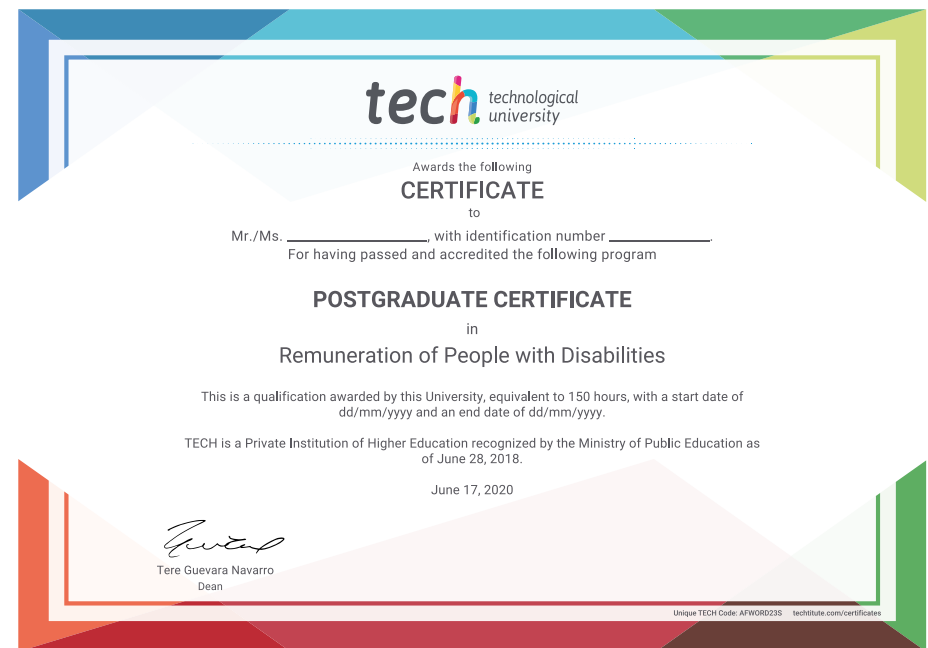 tech technological
university
Awards the following
CERTIFICATE
to
Mr./Ms. ____________________, with identification number ______________.
For having passed and accredited the following program
POSTGRADUATE CERTIFICATE
in
Remuneration of People with Disabilities
This is a qualification awarded by this University, equivalent to 150 hours, with a start date of
dd/mm/yyyy and an end date of dd/mm/yyyy.
TECH is a Private Institution of Higher Education recognized by the Ministry of Public Education as
of June 28, 2018.
June 17, 2020
Tere Guevara Navarro
Dean
Unique TECH Code: AFWORD23S techtitute.com/certificates